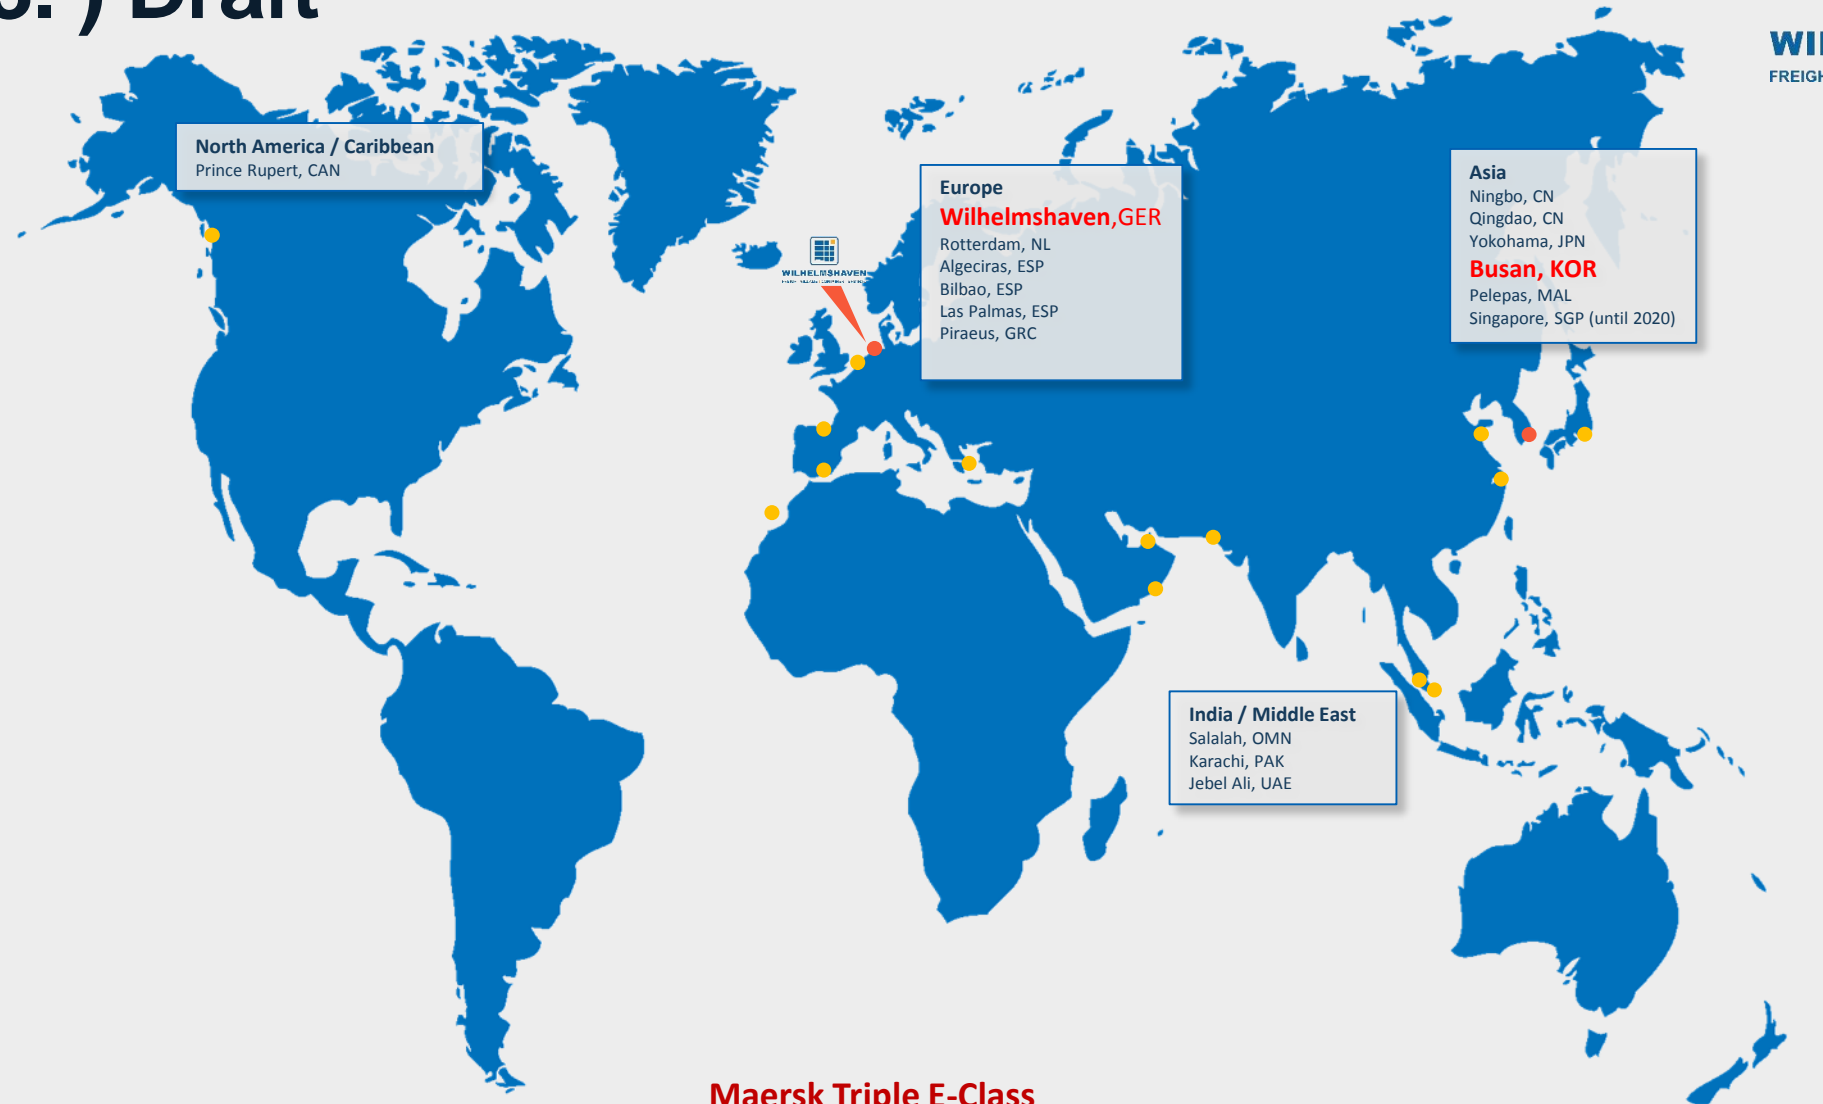 ) Draft
WI
FREIGH
North America / Caribbean
Prince Rupert, CAN
Europe
Wilhelmshaven,GER
Rotterdam, NL
Algeciras, ESP
Bilbao, ESP
Las Palmas, ESP
Piraeus, GRC
Asia
Ningbo, CN
Qingdao, CN
Yokohama, JPN
Busan, KOR
Pelepas, MAL
Singapore, SGP (until 2020)
WILHELMSHAVEN
India / Middle East
Salalah, OMN
Karachi, PAK
Jebel Ali, UAE
Maersk Triple E-Class